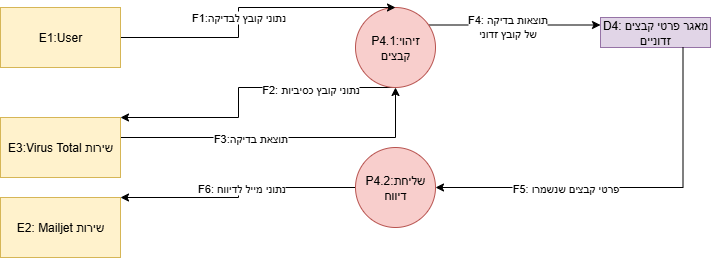 E1:User
F1:נתוני קובץ לבדיקה
P4.1:זיהוי
קבצים
F4: תוצאות בדיקה
של קובץ זדוני
D4: מאגר פרטי קבצים
זדוניים
F2: נתוני קובץ כסיביות
E3:Virus Total שירות
F3:תוצאת בדיקה
P4.2:שליחת
דיווח
F5: פרטי קבצים שנשמרו
F6: נתוני מייל לדיווח
E2: Mailjet שירות